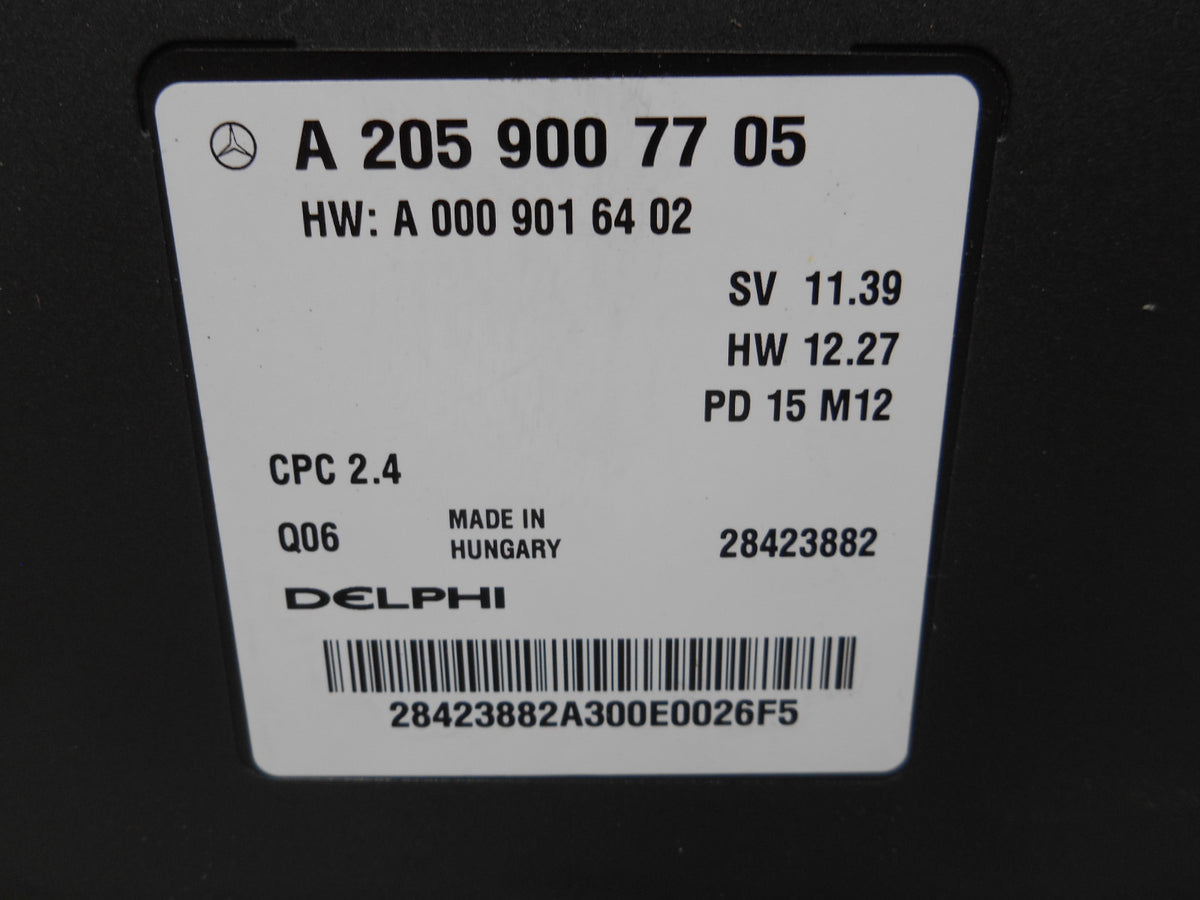 A 205 900 77 05
HW: A 000 901 64 02
SV 11.39
HW 12.27
PD 15 M12
CPC 2.4
Q06
MADE IN
HUNGARY
28423882
DELPHI
28423882A300E0026F5